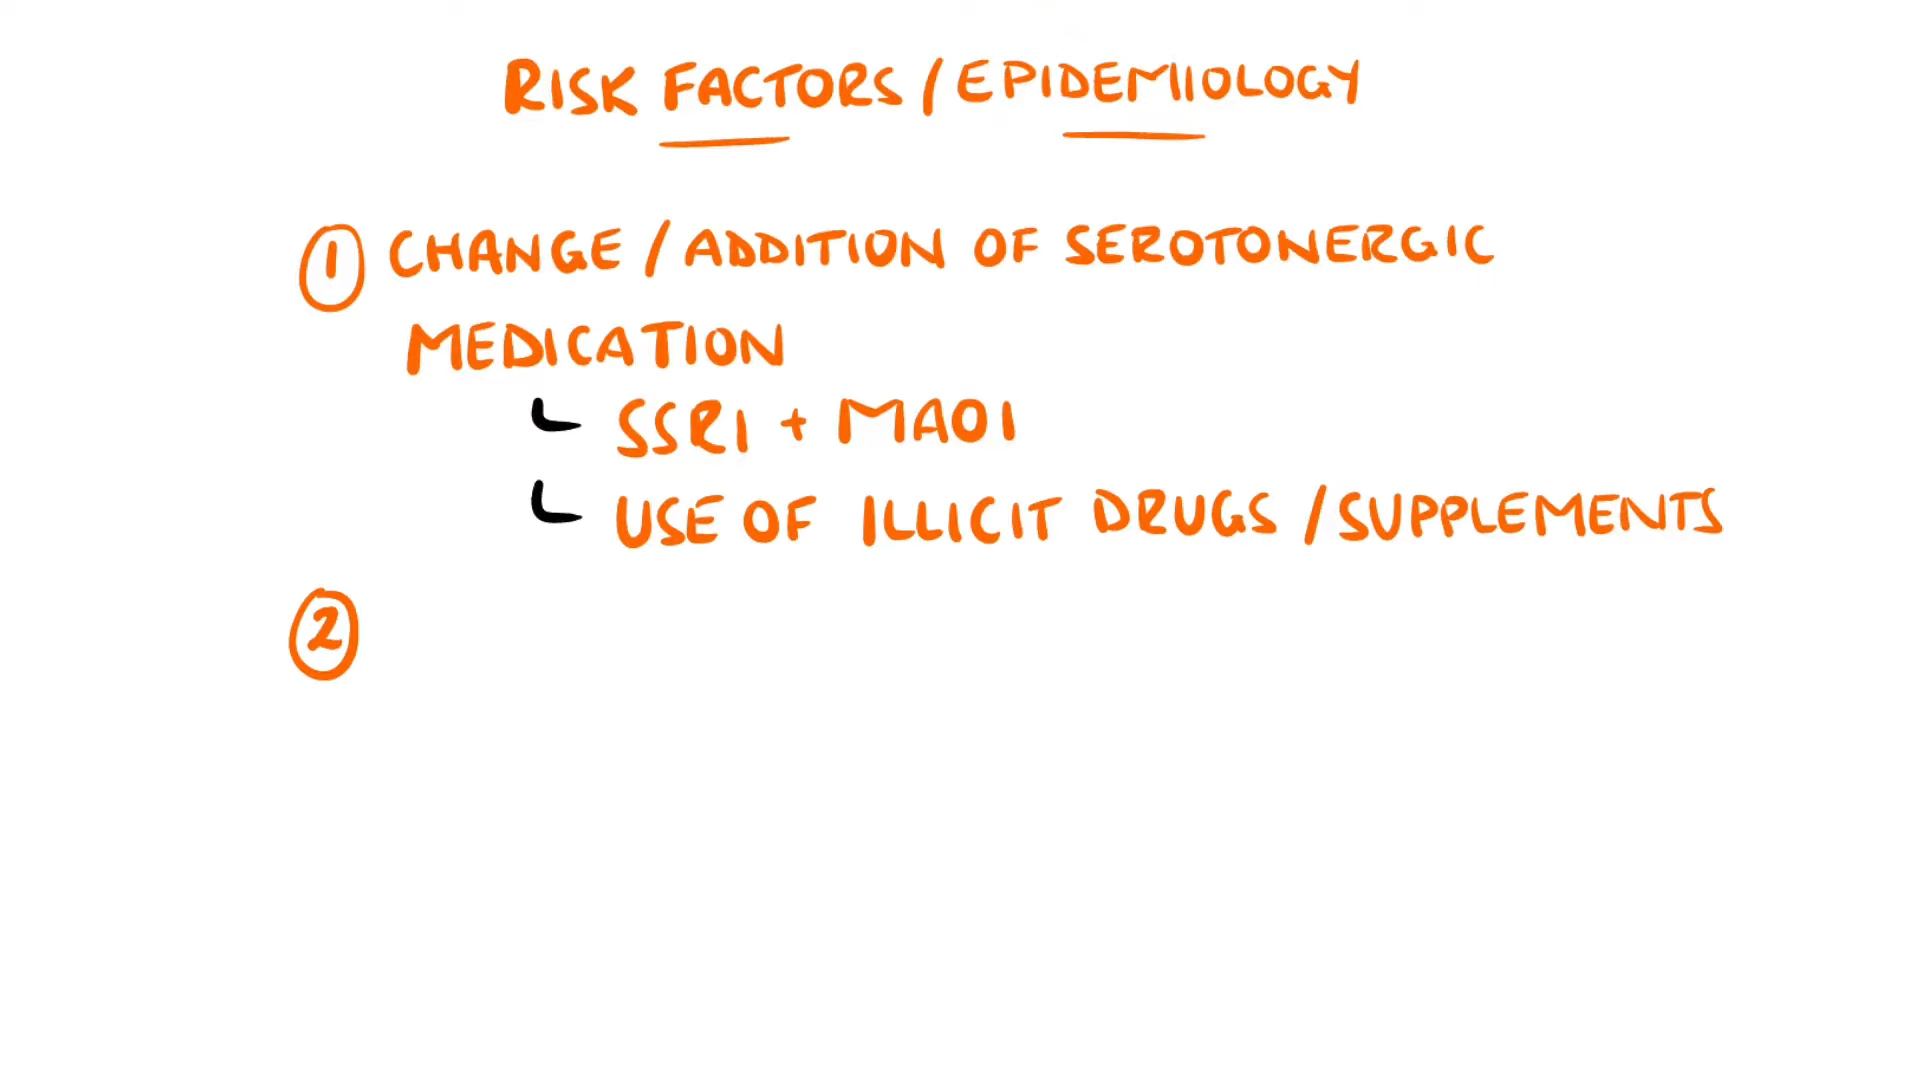 RISK FACTORS / EPIDEMIOLOGY
1 CHANGE / ADDITION OF SEROTONERGIC
MEDICATION
SSRI + MAOI
USE OF ILLICIT DRUGS / SUPPLEMENTS
2